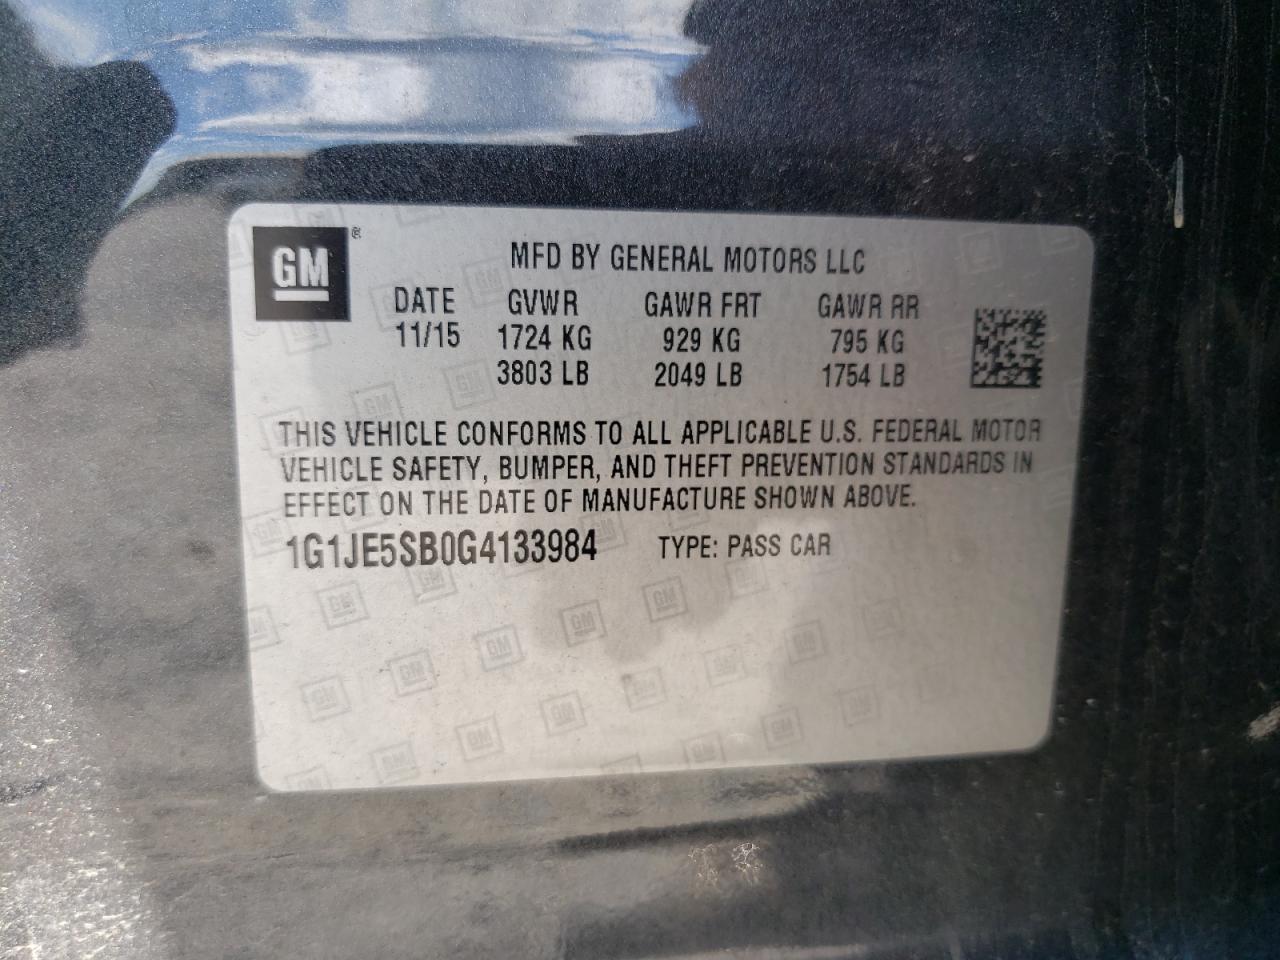 GM ®
MFD BY GENERAL MOTORS LLC
DATE GVWR GAWR FRT GAWR RR
11/15 1724 KG 929 KG 795 KG
3803 LB 2049 LB 1754 LB
THIS VEHICLE CONFORMS TO ALL APPLICABLE U.S. FEDERAL MOTOR
VEHICLE SAFETY, BUMPER, AND THEFT PREVENTION STANDARDS IN
EFFECT ON THE DATE OF MANUFACTURE SHOWN ABOVE.
1G1JE5SB0G4133984 TYPE: PASS CAR